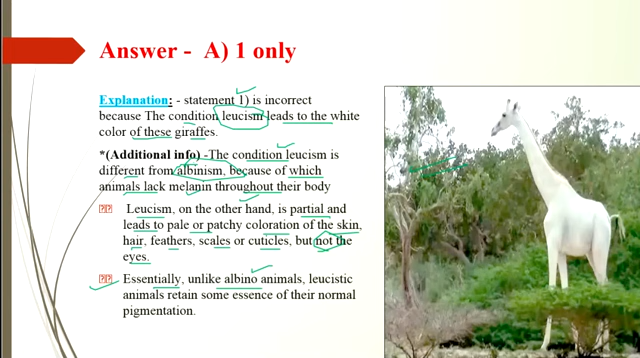 Answer - A) 1 only
Explanation: - statement 1) is incorrect
because The condition leucism leads to the white
color of these giraffes.
*(Additional info) -The condition leucism is
different from albinism, because of which
animals lack melanin throughout their body
Leucism, on the other hand, is partial and
leads to pale or patchy coloration of the skin,
hair, feathers, scales or cuticles, but not the
eyes.
Essentially, unlike albino animals, leucistic
animals retain some essence of their normal
pigmentation.